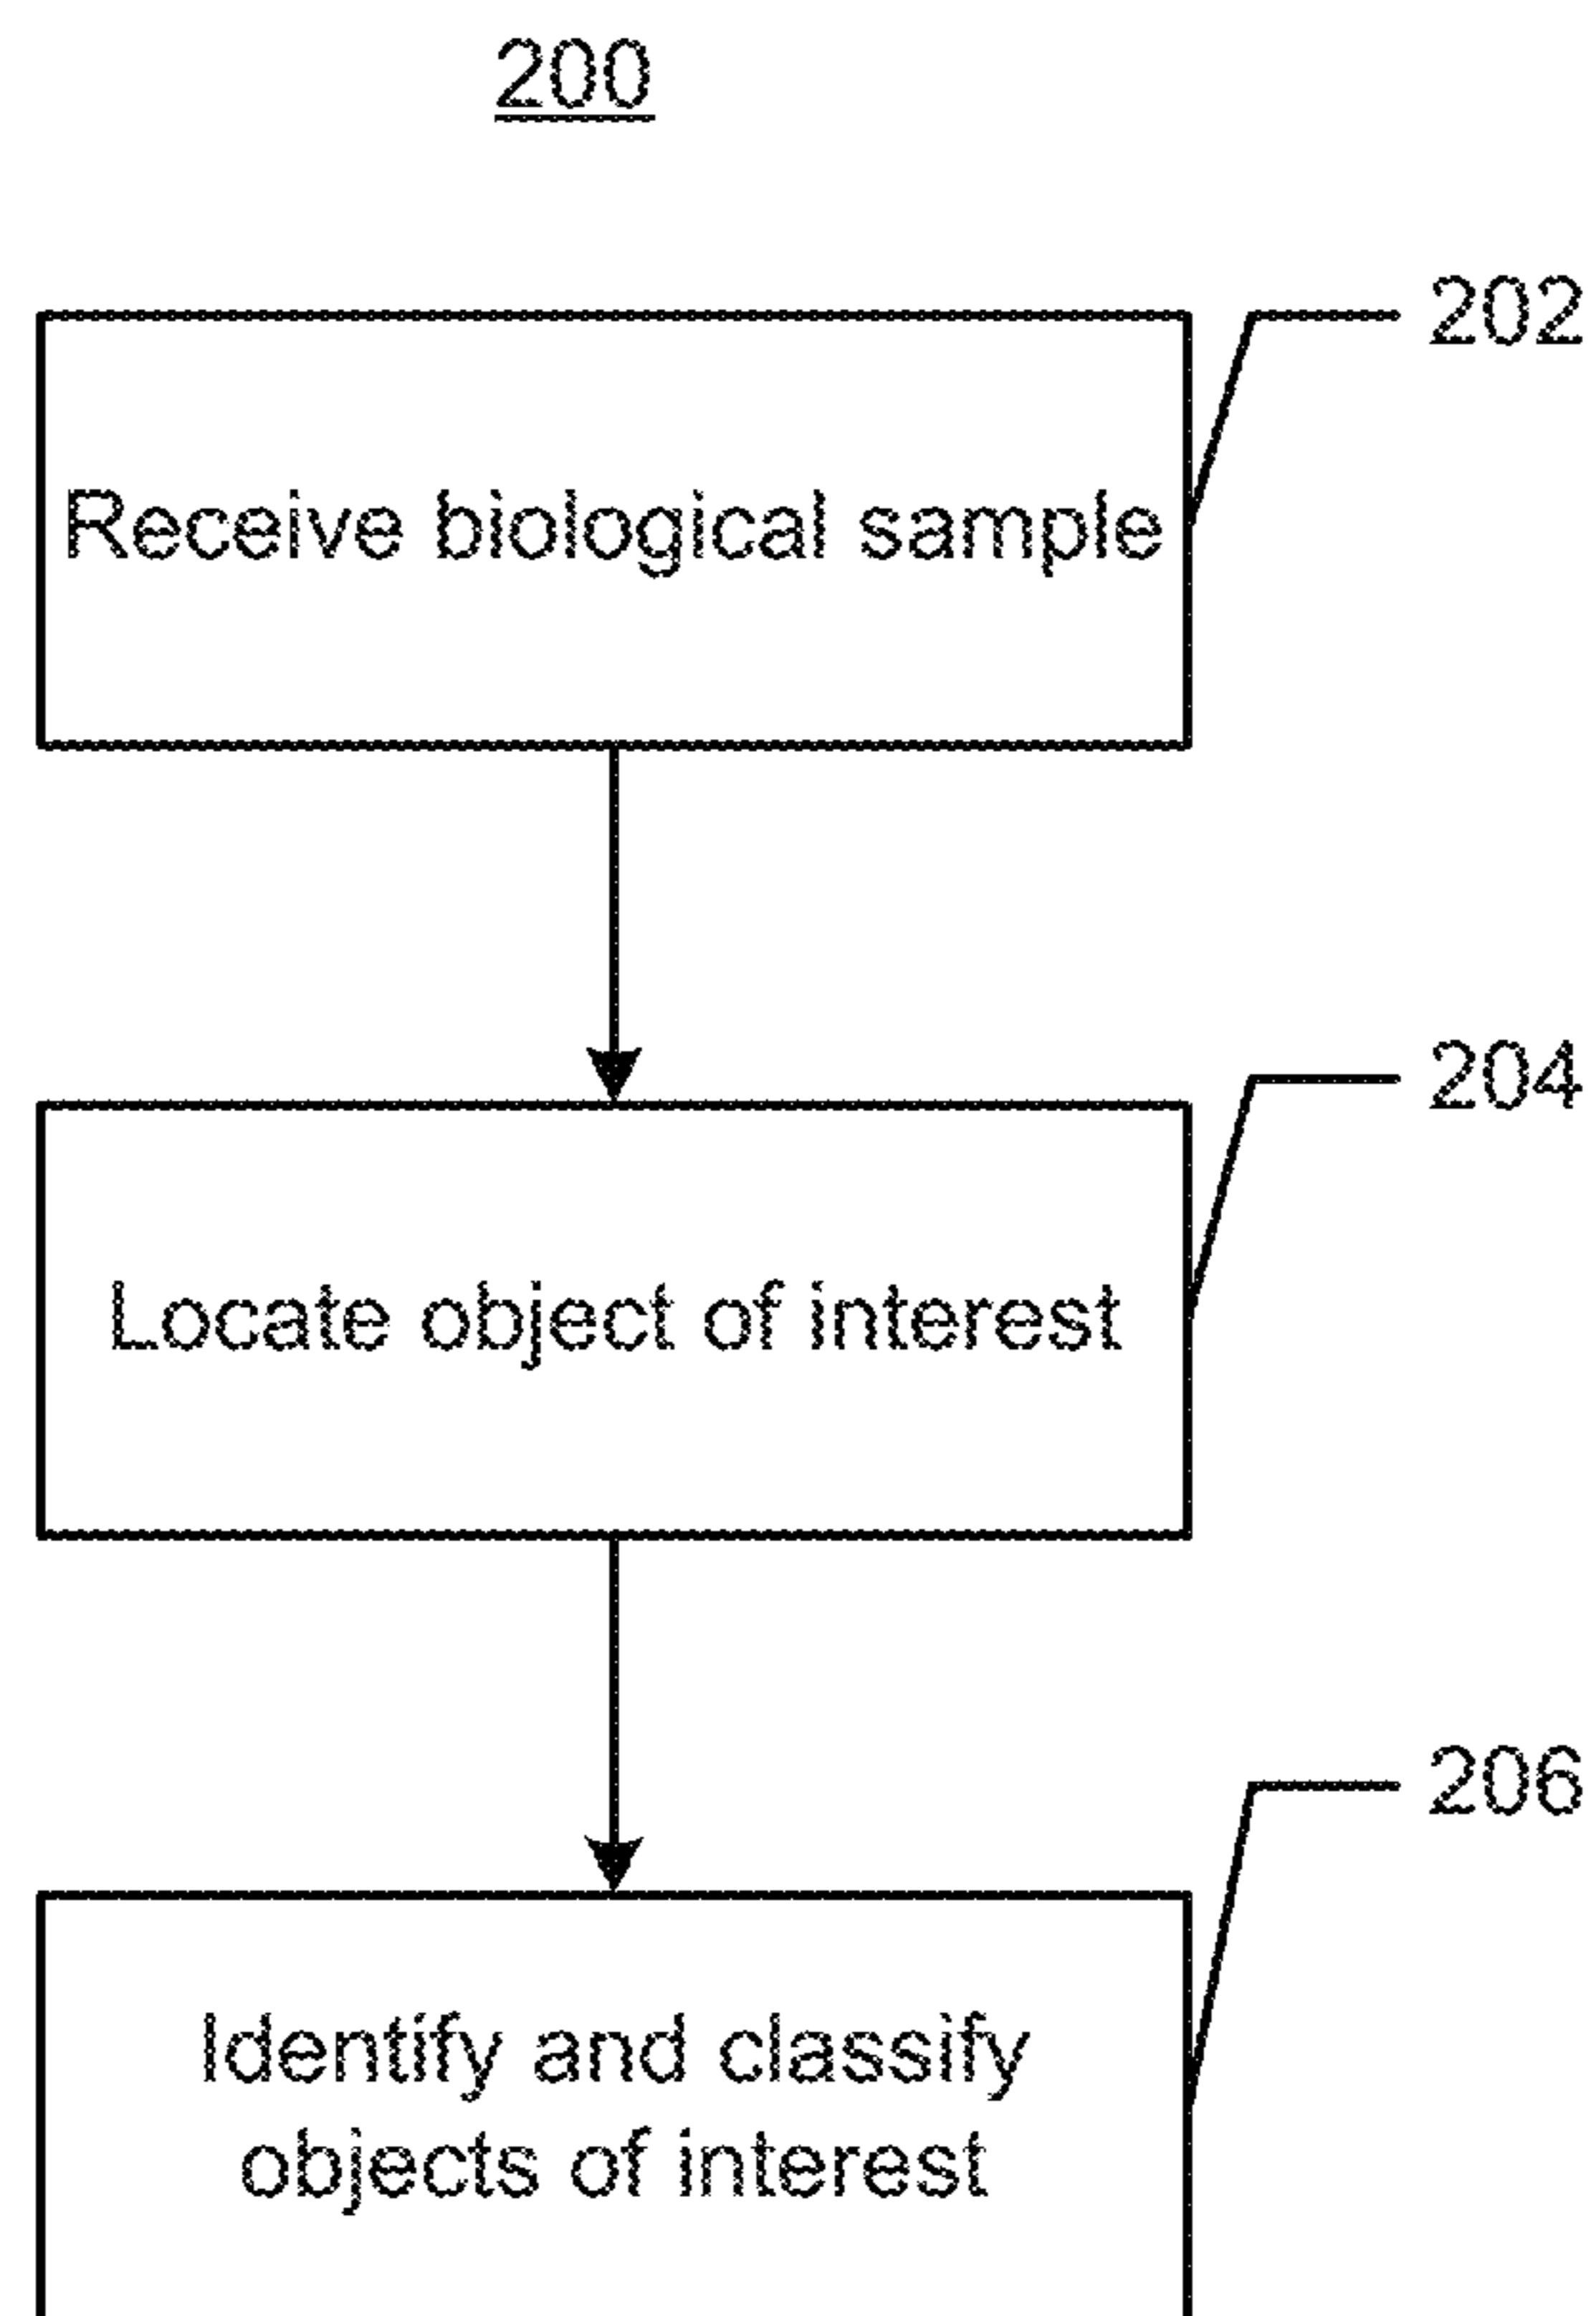 200
202
Receive biological sample
204
Locate object of interest
206
Identify and classify
objects of interest